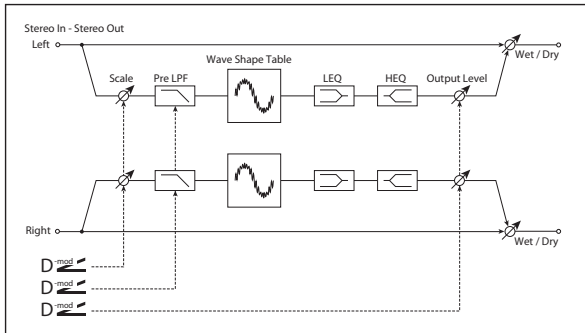 Stereo In - Stereo Out
Left
Wet / Dry
Wave Shape Table
Scale
Pre LPF
LEQ
HEQ
Output Level
Right
Wet / Dry
D-mod
D-mod
D-mod